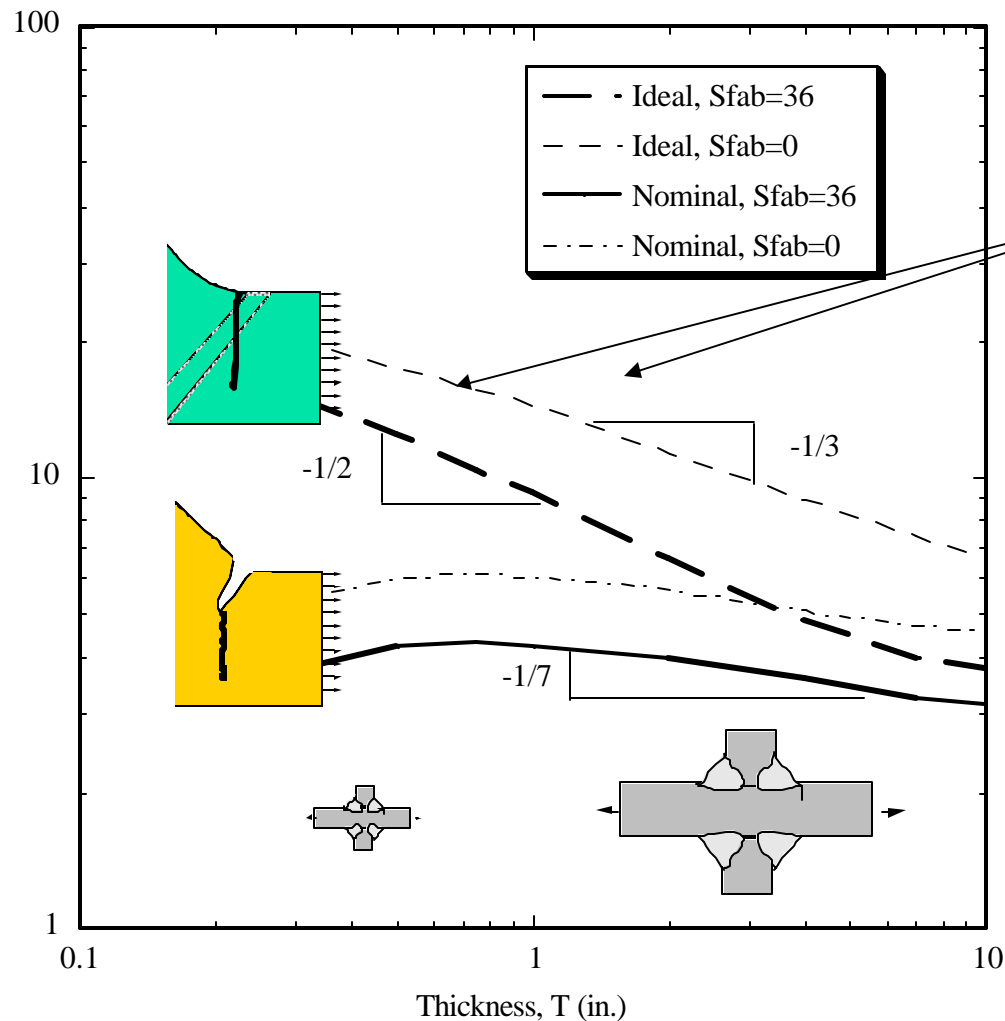 100
Ideal, Sfab=36
Ideal, Sfab=0
Nominal, Sfab=36
Nominal, Sfab=0
-1/2
-1/3
10
-1/7
1
0.1
1
10
Thickness, T (in.)